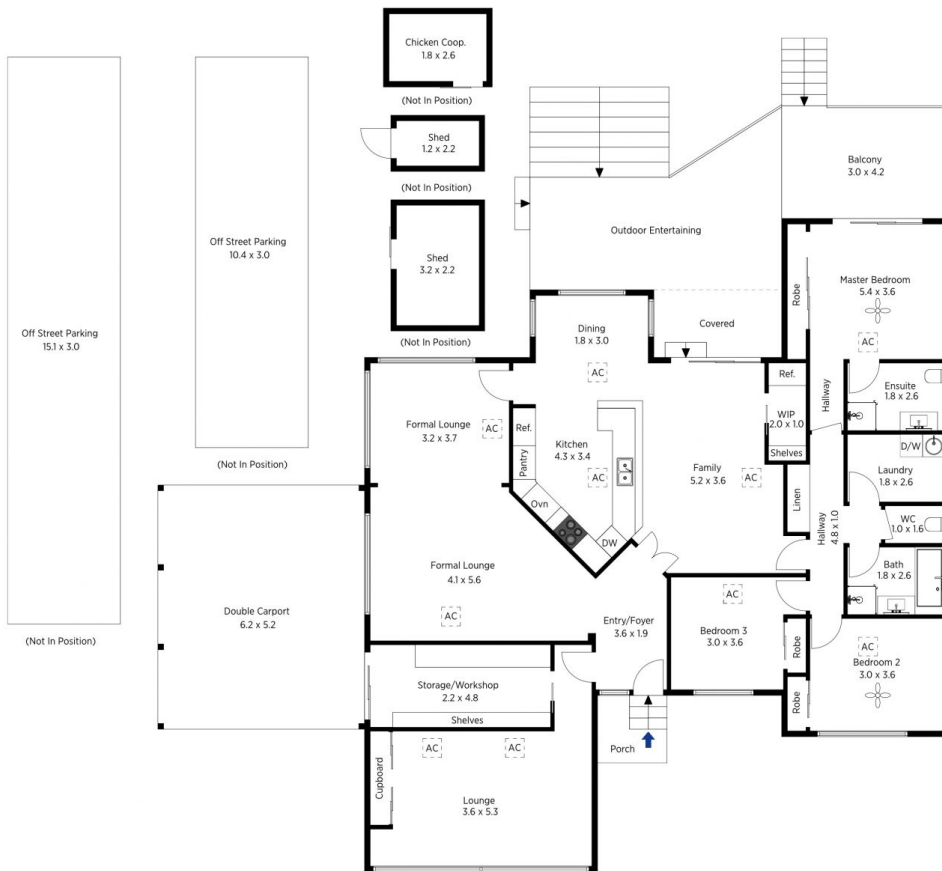 Chicken Coop.
1.8 x 2.6
(Not In Position)
Shed
1.2 x 2.2
(Not In Position)
Shed
3.2 x 2.2
(Not In Position)
Off Street Parking
15.1 x 3.0
(Not In Position)
Off Street Parking
10.4 x 3.0
(Not In Position)
Double Carport
6.2 x 5.2
Balcony
3.0 x 4.2
Outdoor Entertaining
Covered
Master Bedroom
5.4 x 3.6
AC
Robe
Dining
1.8 x 3.0
AC
Ref.
WIP
2.0 x 1.0
Shelves
Hallway
Ensuite
1.8 x 2.6
Formal Lounge
3.2 x 3.7
AC
Ref.
Pantry
Kitchen
4.3 x 3.4
AC
Ovn
DW
Family
5.2 x 3.6
AC
Linen
Hallway
4.8 x 1.0
D/W
Laundry
1.8 x 2.6
WC
1.0 x 1.6
Bath
1.8 x 2.6
Formal Lounge
4.1 x 5.6
AC
Entry/Foyer
3.6 x 1.9
AC
Bedroom 3
3.0 x 3.6
Robe
Robe
AC
Bedroom 2
3.0 x 3.6
Storage/Workshop
2.2 x 4.8
Shelves
Porch
Cupboard
AC
AC
Lounge
3.6 x 5.3